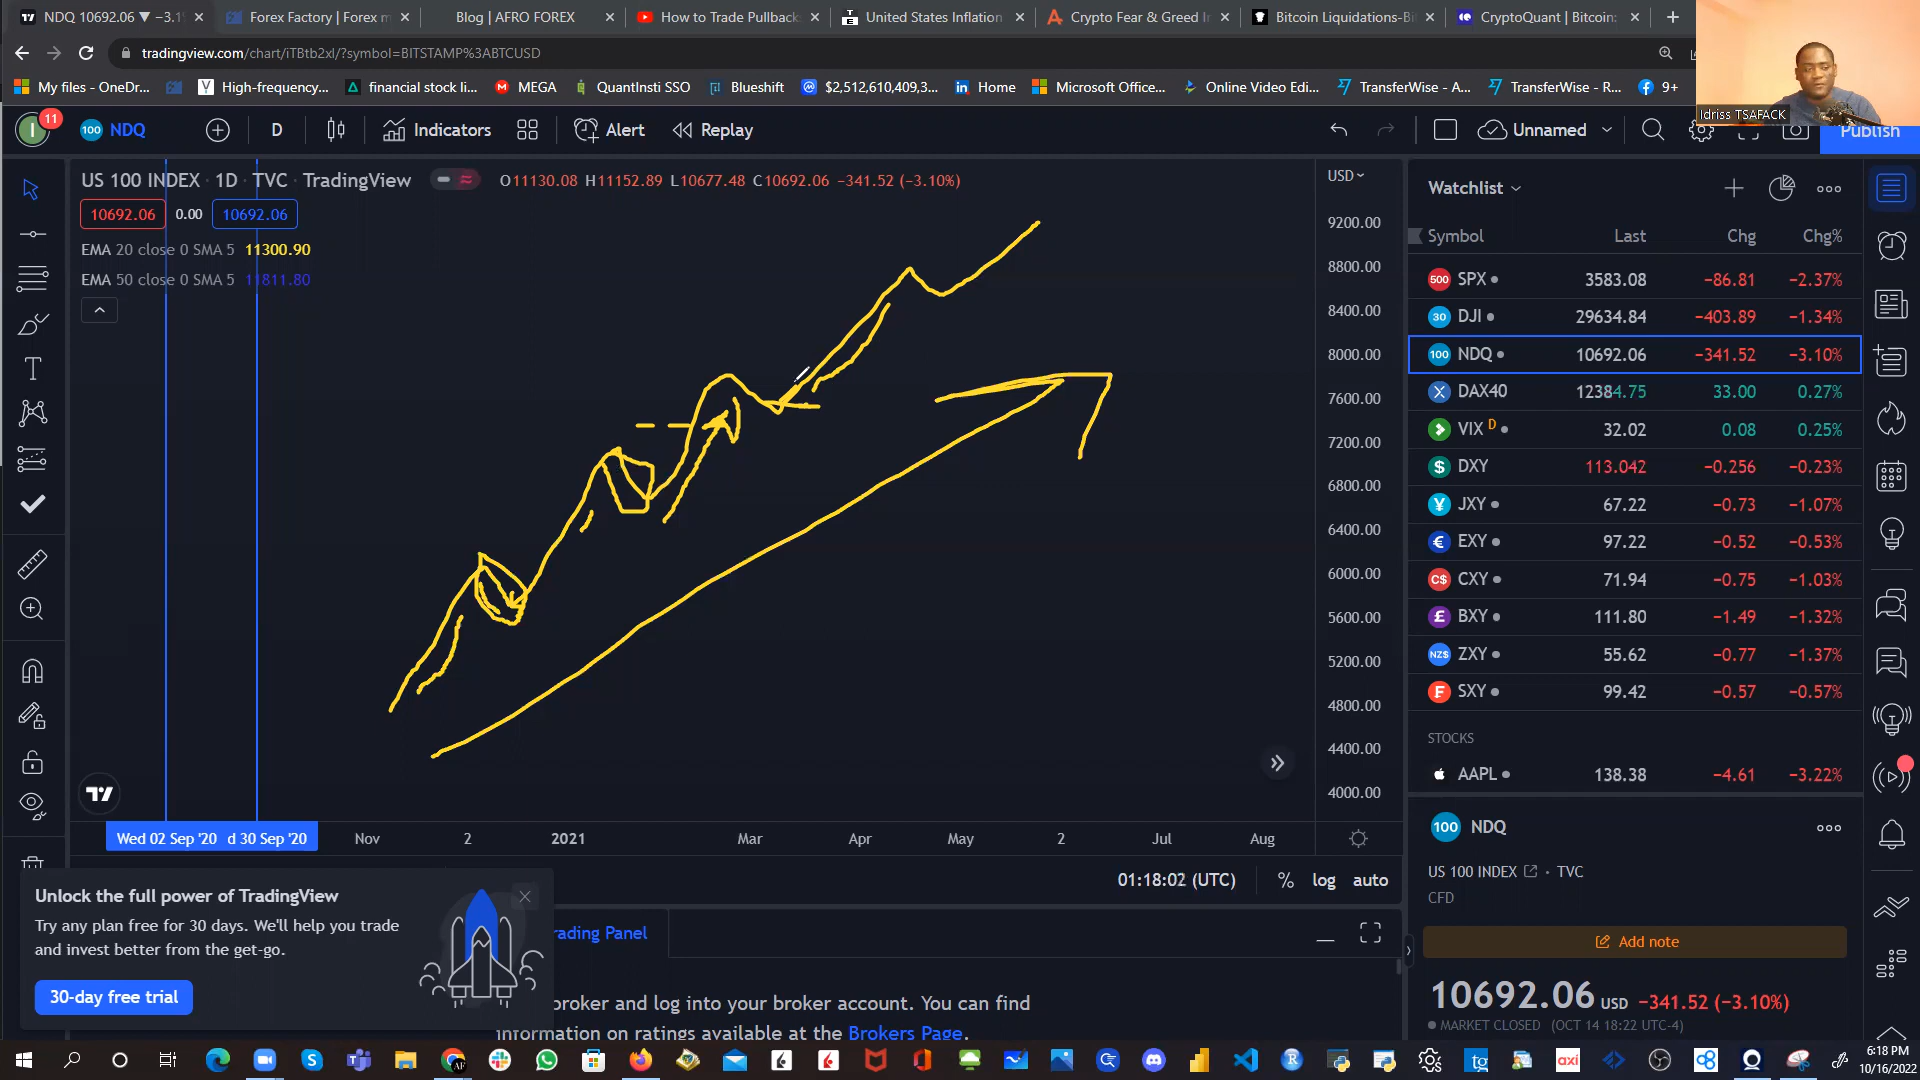 NDQ 10692.06 ▼ −3.1
Forex Factory | Forex m
Blog | AFRO FOREX
How to Trade Pullback
United States Inflation
Crypto Fear & Greed I
Bitcoin Liquidations-Bi
CryptoQuant | Bitcoin
tradingview.com/chart/iTBtb2xl/?symbol=BITSTAMP%3ABTCUSD
My files - OneDr...
High-frequency...
financial stock li...
MEGA
QuantInsti SSO
Blueshift
$2,512,610,409,3...
Home
Microsoft Office...
Online Video Edi...
TransferWise - A...
TransferWise - R...
9+
Idriss TSAFACK
I
11
100
NDQ
D
Indicators
Alert
Replay
Unnamed
Publish
US 100 INDEX · 1D · TVC · TradingView
O11130.08 H11152.89 L10677.48 C10692.06 −341.52 (−3.10%)
10692.06 0.00 10692.06
EMA 20 close 0 SMA 5 11300.90
EMA 50 close 0 SMA 5 11811.80
USD
9200.00
8800.00
8400.00
8000.00
7600.00
7200.00
6800.00
6400.00
6000.00
5600.00
5200.00
4800.00
4400.00
4000.00
Wed 02 Sep '20 d 30 Sep '20 Nov 2 2021 Mar Apr May 2 Jul Aug
01:18:02 (UTC) % log auto
Unlock the full power of TradingView
Try any plan free for 30 days. We'll help you trade
and invest better from the get-go.
30-day free trial
rading Panel
broker and log into your broker account. You can find
information on ratings available at the Brokers Page.
Watchlist
Symbol Last Chg Chg%
500 SPX 3583.08 −86.81 −2.37%
30 DJI 29634.84 −403.89 −1.34%
100 NDQ 10692.06 −341.52 −3.10%
X DAX40 12384.75 33.00 0.27%
VIX D 32.02 0.08 0.25%
$ DXY 113.042 −0.256 −0.23%
¥ JXY 67.22 −0.73 −1.07%
€ EXY 97.22 −0.52 −0.53%
C$ CXY 71.94 −0.75 −1.03%
£ BXY 111.80 −1.49 −1.32%
NZ$ ZXY 55.62 −0.77 −1.37%
F SXY 99.42 −0.57 −0.57%
STOCKS
AAPL 138.38 −4.61 −3.22%
100 NDQ
US 100 INDEX · TVC
CFD
Add note
10692.06 USD −341.52 (−3.10%)
MARKET CLOSED (OCT 14 18:22 UTC-4)
6:18 PM
10/16/2022